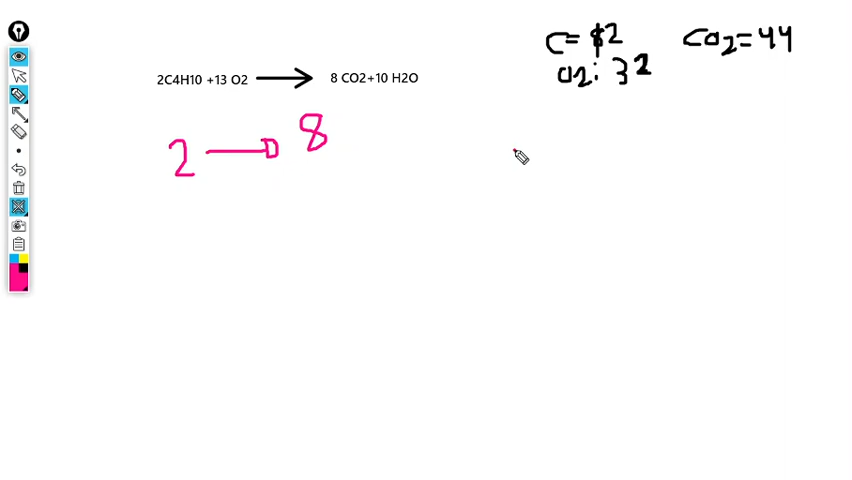 C= 12 CO2=44
O2: 32
2C4H10 +13 O2 ⟶ 8 CO2+10 H2O
2 ⟶ 8